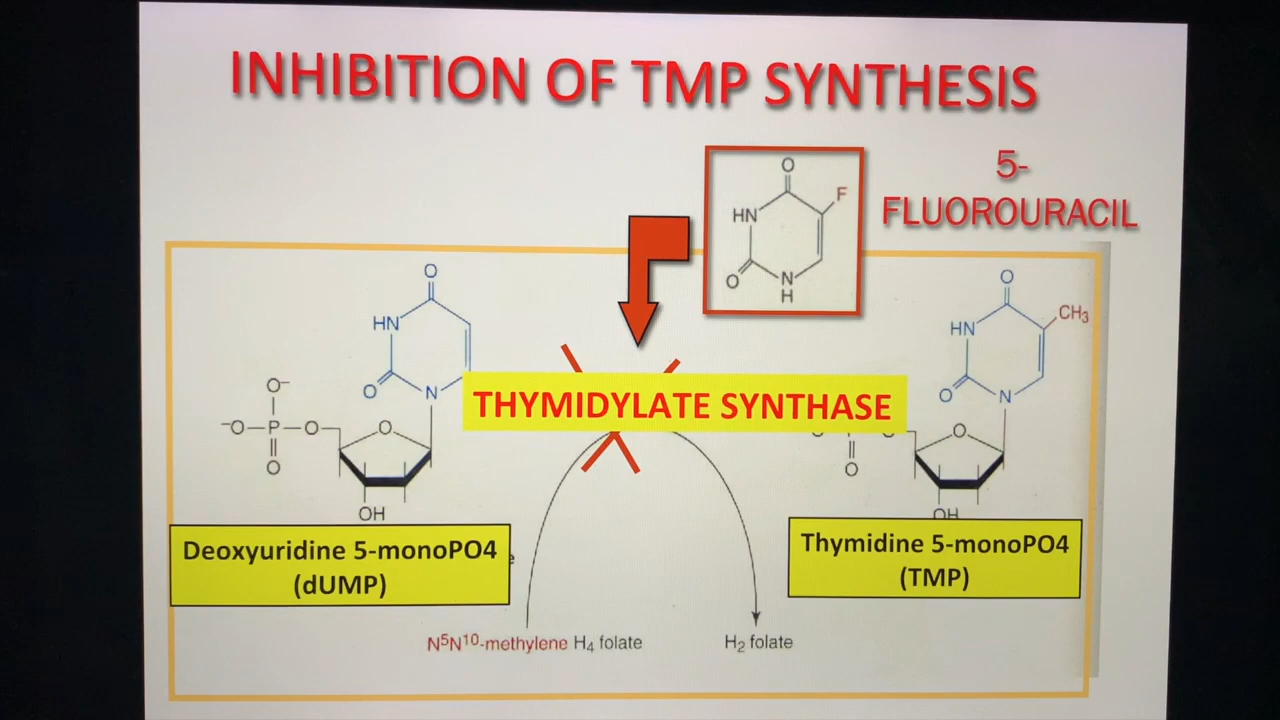 INHIBITION OF TMP SYNTHESIS
5-
FLUOROURACIL
O
F
HN
O
N
H
O
HN
O
N
O⁻
⁻O-P-O
O
O
OH
THYMIDYLATE SYNTHASE
O
CH₃
HN
O
N
O
O
OH
Deoxyuridine 5-monoPO4
(dUMP)
e
Thymidine 5-monoPO4
(TMP)
N⁵N¹⁰-methylene H₄ folate
H₂ folate